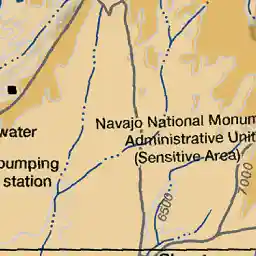 Navajo National Monum
Administrative Unit
(Sensitive Area)
water
pumping
station
6500
7000